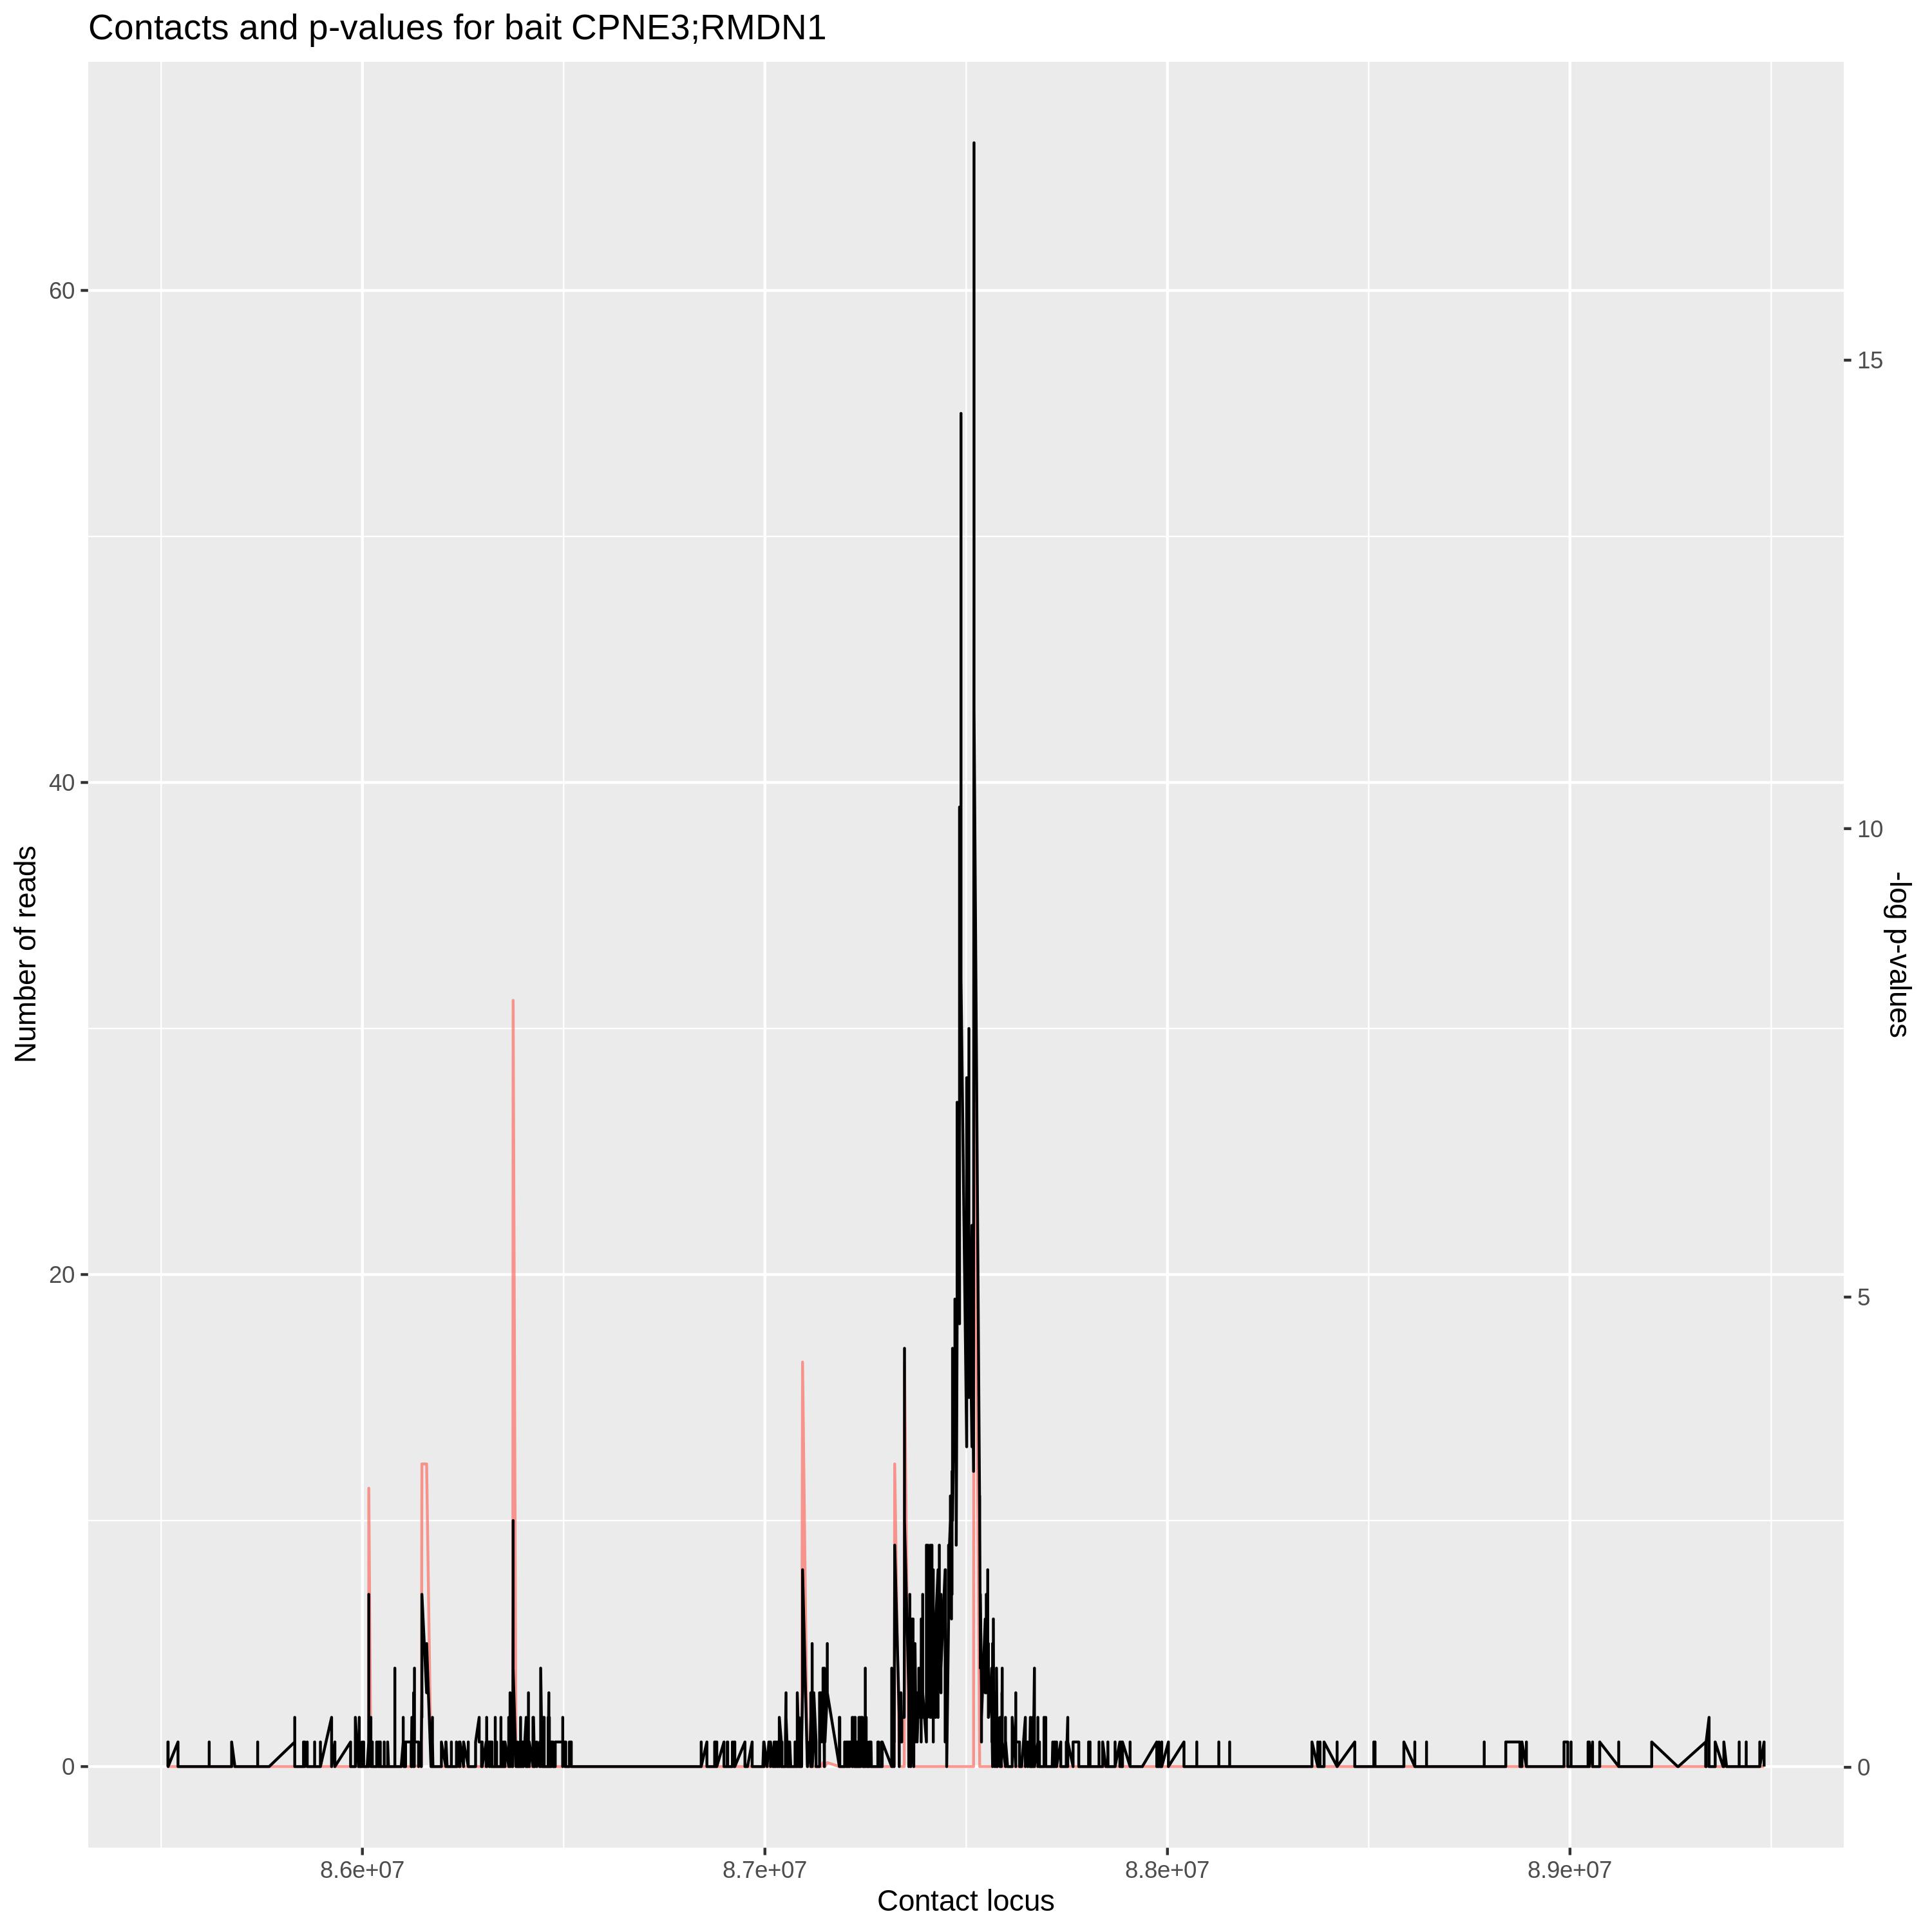 Contacts and p-values for bait CPNE3;RMDN1
60
40
20
0
15
10
5
0
Number of reads
-log p-values
8.6e+07
8.7e+07
8.8e+07
8.9e+07
Contact locus